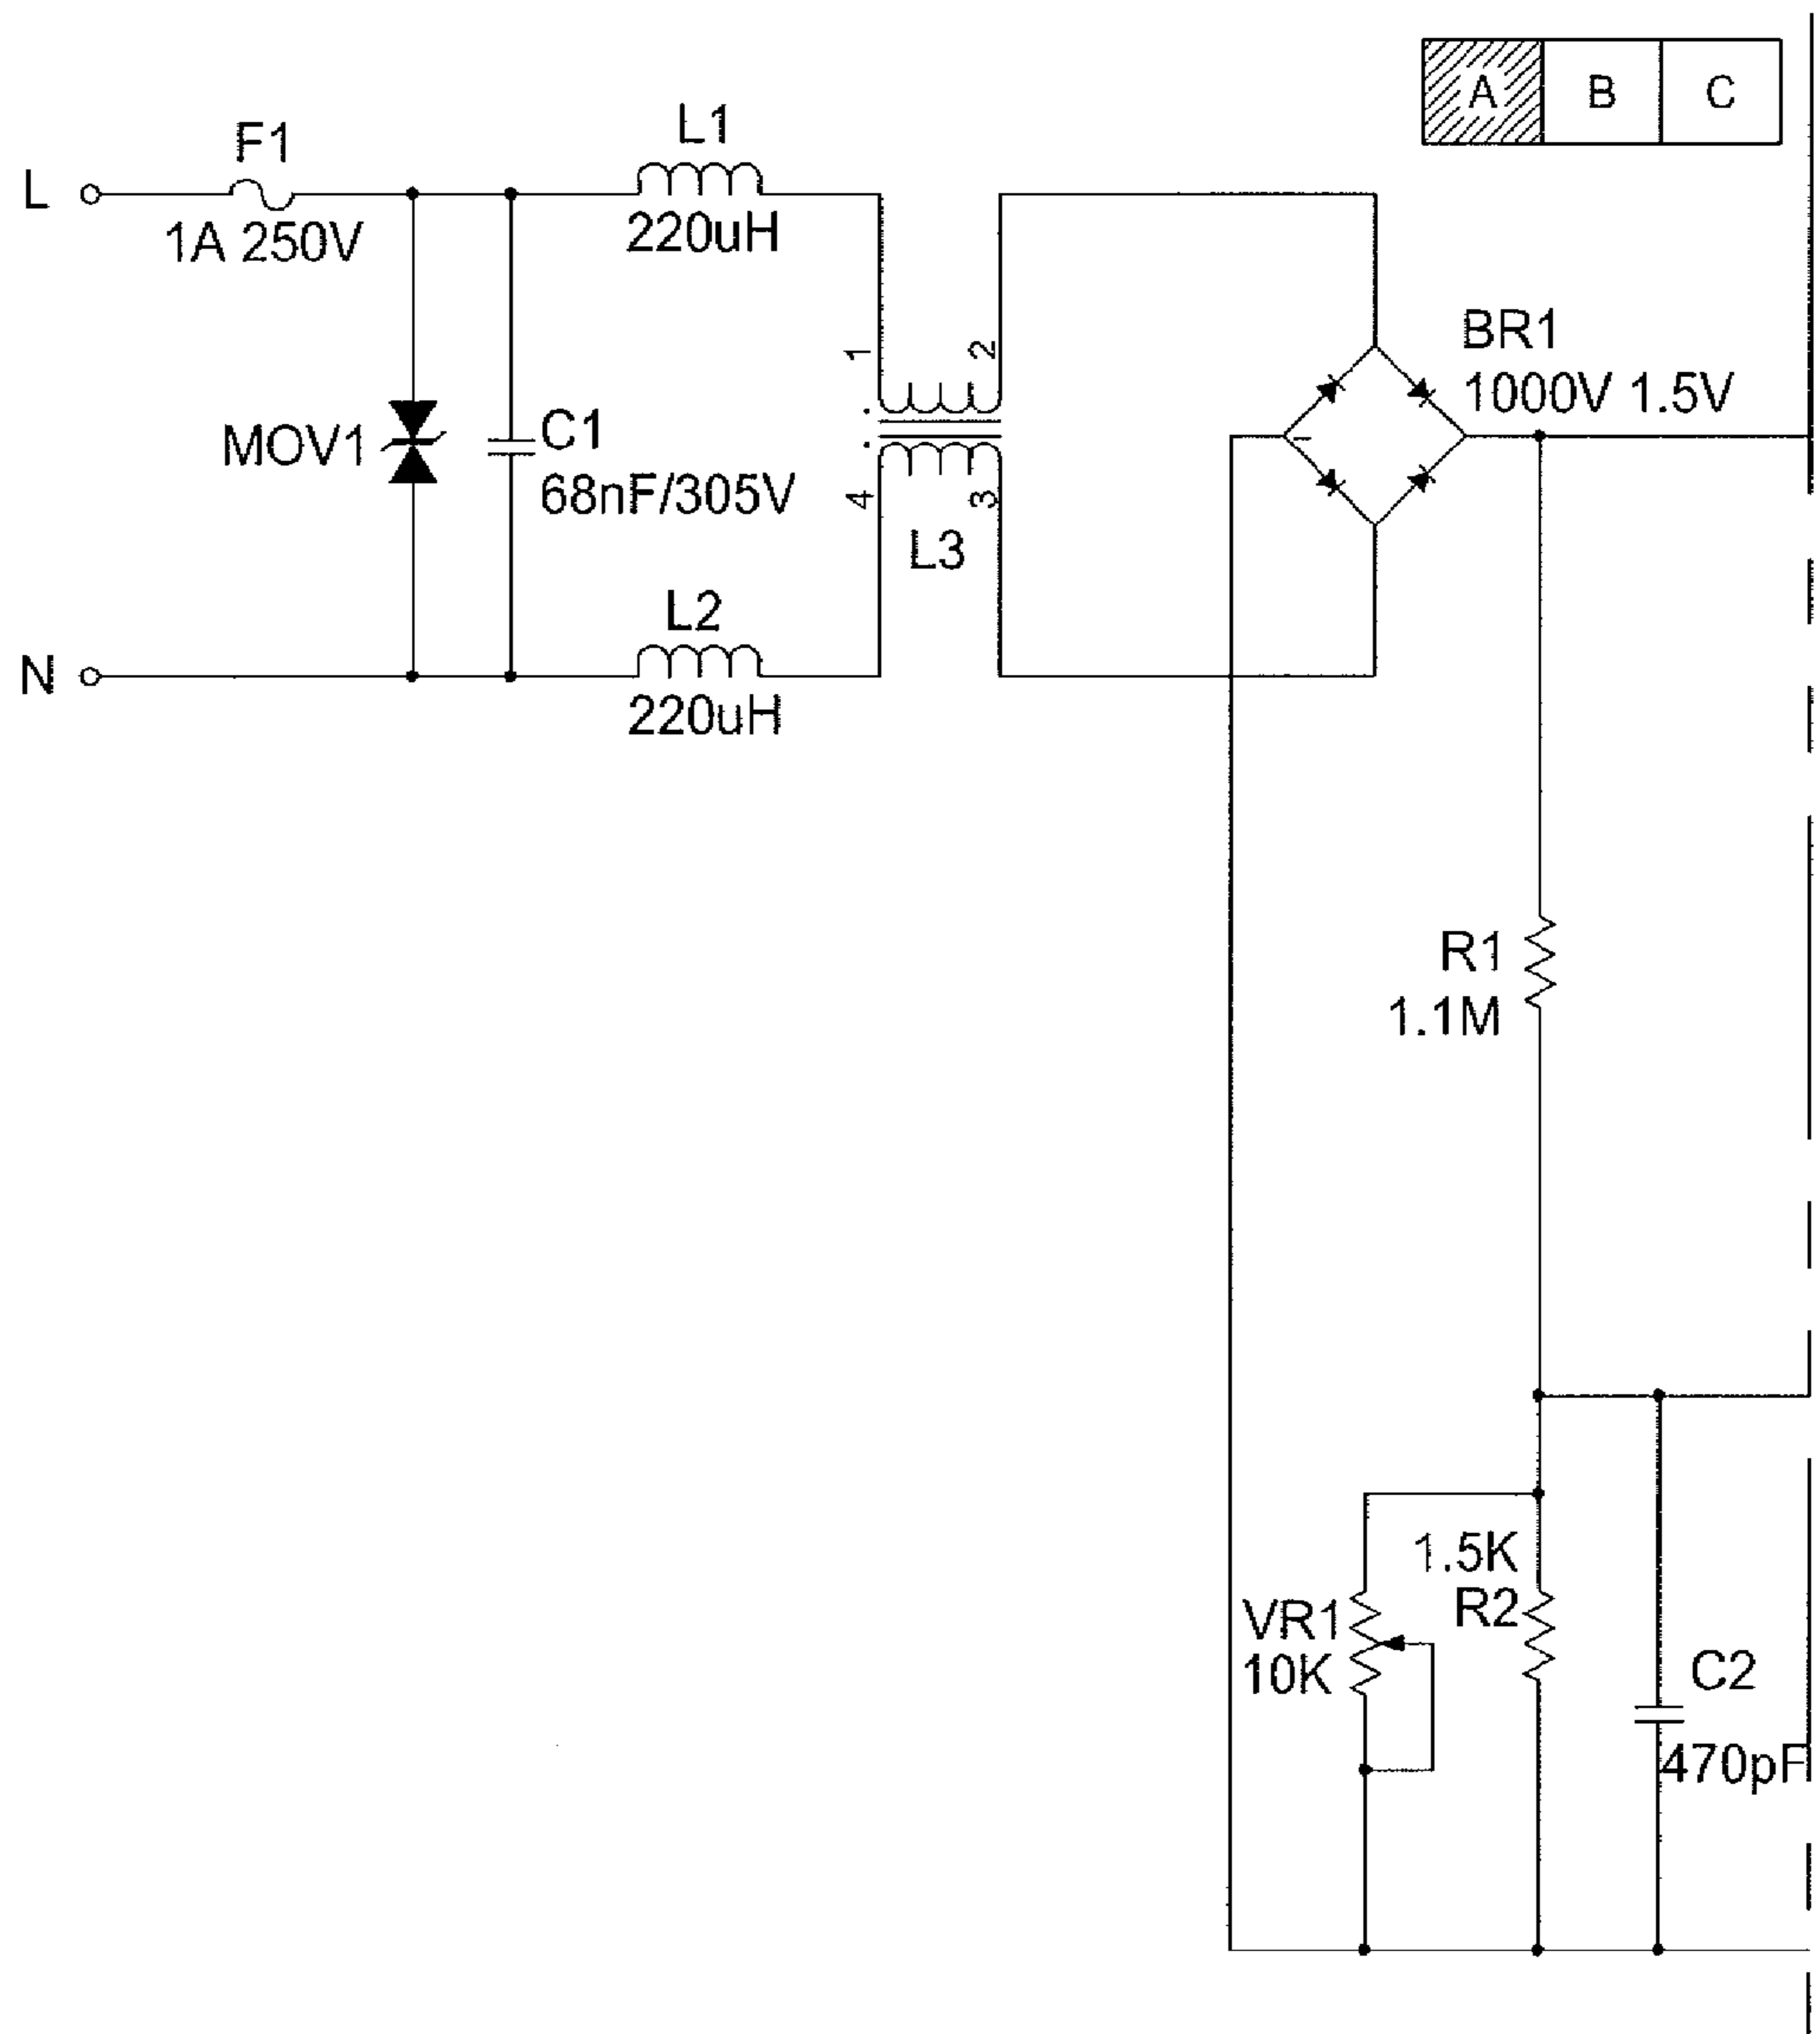 A B C
F1
L1
L
1A 250V
220uH
1
2
BR1
1000V 1.5V
MOV1
C1
68nF/305V
4
3
L3
L2
N
220uH
R1
1.1M
1.5K
R2
VR1
10K
C2
470pF